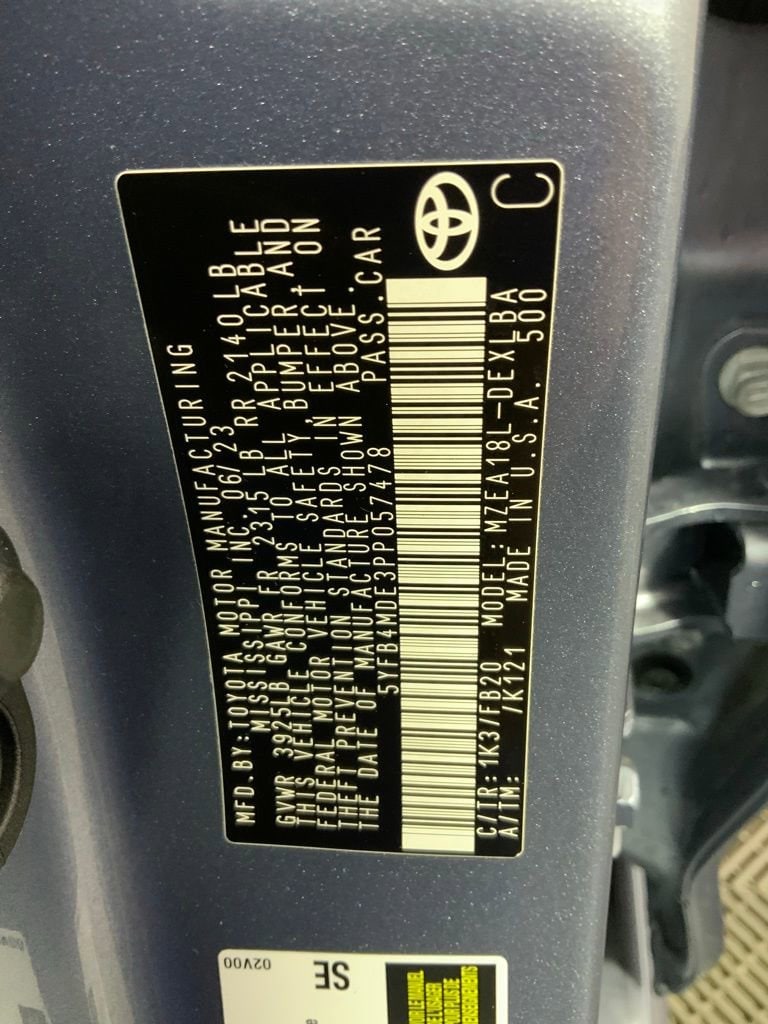 MFD.BY:TOYOTA MOTOR MANUFACTURING
MISSISSIPPI INC. 06/23
GVWR 3925LB GAWR FR 2315 LB RR 2140LB
THIS VEHICLE CONFORMS TO ALL APPLICABLE
FEDERAL MOTOR VEHICLE SAFETY, BUMPER AND
THEFT PREVENTION STANDARDS IN EFFECT ON
THE DATE OF MANUFACTURE SHOWN ABOVE.
5YFB4MDE3PP057478 PASS.CAR
C/TR:1K3/FB20 MODEL:MZEA18L-DEXLBA
A/TM: /K121 MADE IN U.S.A. 500
C
02V00
SE